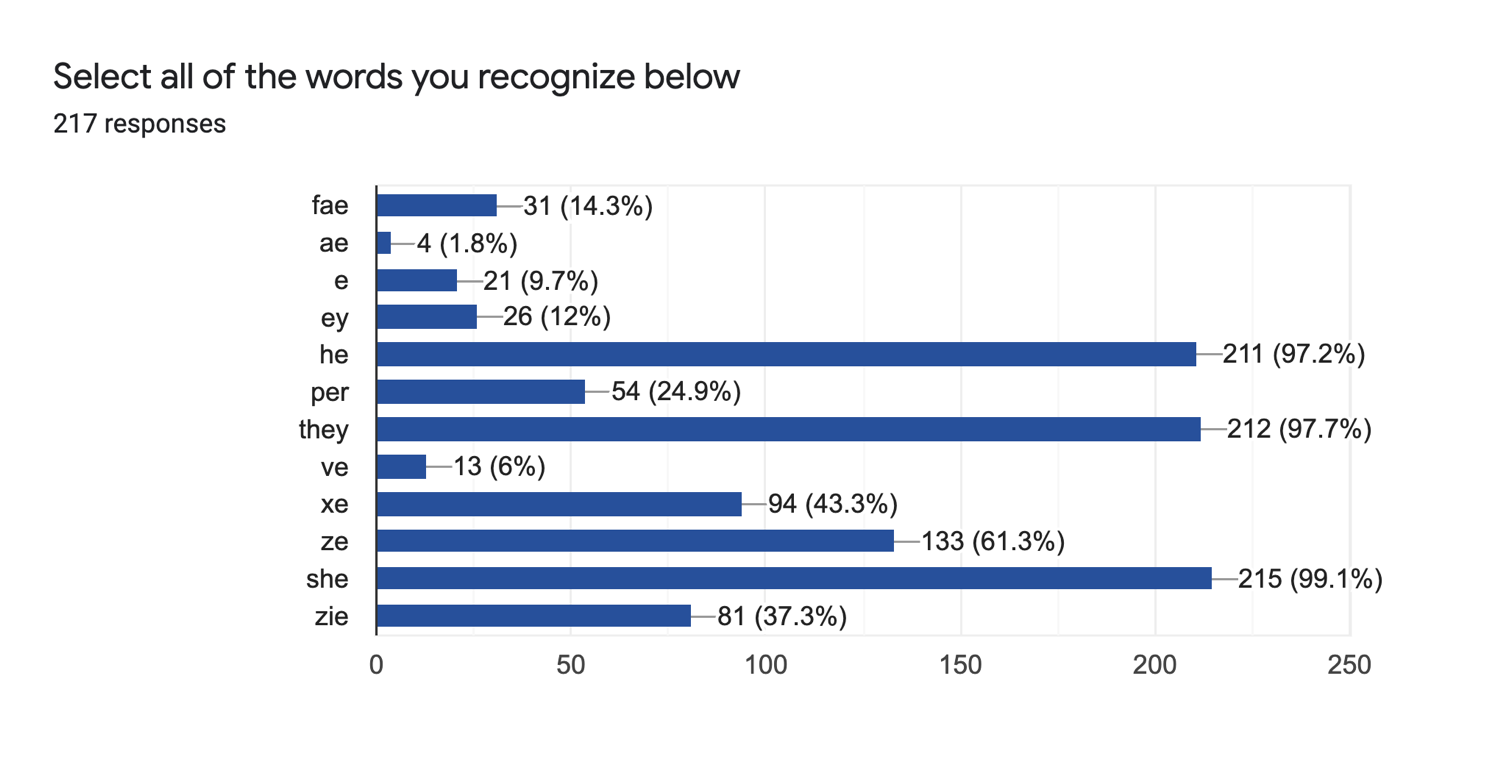 Select all of the words you recognize below
217 responses
fae 31 (14.3%)
ae 4 (1.8%)
e 21 (9.7%)
ey 26 (12%)
he 211 (97.2%)
per 54 (24.9%)
they 212 (97.7%)
ve 13 (6%)
xe 94 (43.3%)
ze 133 (61.3%)
she 215 (99.1%)
zie 81 (37.3%)
0 50 100 150 200 250